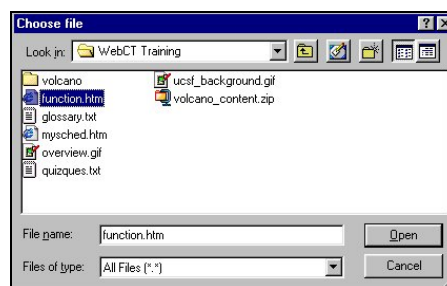 Choose file
Look in: WebCT Training
volcano
function.htm
glossary.txt
mysched.htm
overview.gif
quizques.txt
ucsf_background.gif
volcano_content.zip
File name: function.htm Open
Files of type: All Files (*.*) Cancel